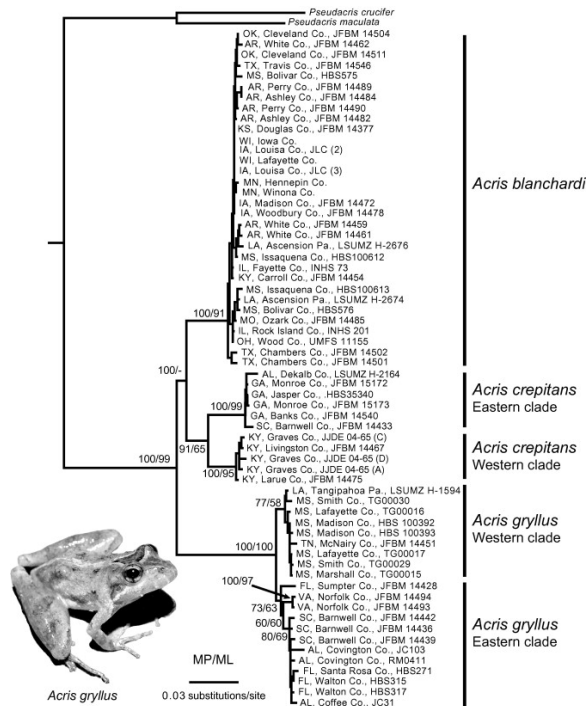 Pseudacris crucifer
Pseudacris maculata
OK, Cleveland Co., JFBM 14504
AR, White Co., JFBM 14462
OK, Cleveland Co., JFBM 14511
TX, Travis Co., JFBM 14546
MS, Bolivar Co., HBS575
AR, Perry Co., JFBM 14489
AR, Ashley Co., JFBM 14484
AR, Perry Co., JFBM 14490
AR, Ashley Co., JFBM 14482
KS, Douglas Co., JFBM 14377
WI, Iowa Co.
IA, Louisa Co., JLC (2)
WI, Lafayette Co.
IA, Louisa Co., JLC (3)
MN, Hennepin Co.
MN, Winona Co.
IA, Madison Co., JFBM 14472
IA, Woodbury Co., JFBM 14478
AR, White Co., JFBM 14459
AR, White Co., JFBM 14461
LA, Ascension Pa., LSUMZ H-2676
MS, Issaquena Co., HBS100612
IL, Fayette Co., INHS 73
KY, Carroll Co., JFBM 14454
MS, Issaquena Co., HBS100613
LA, Ascension Pa., LSUMZ H-2674
MS, Bolivar Co., HBS576
MO, Ozark Co., JFBM 14485
IL, Rock Island Co., INHS 201
OH, Wood Co., UMFS 11155
TX, Chambers Co., JFBM 14502
TX, Chambers Co., JFBM 14501
Acris blanchardi
100/91
100/-
AL, Dekalb Co., LSUMZ H-2164
GA, Monroe Co., JFBM 15172
GA, Jasper Co., .HBS35340
GA, Monroe Co., JFBM 15173
GA, Banks Co., JFBM 14540
SC, Barnwell Co., JFBM 14433
Acris crepitans
Eastern clade
100/99
91/65
100/99
KY, Graves Co., JJDE 04-65 (C)
KY, Livingston Co., JFBM 14467
KY, Graves Co., JJDE 04-65 (D)
KY, Graves Co., JJDE 04-65 (A)
KY, Larue Co., JFBM 14475
Acris crepitans
Western clade
100/95
LA, Tangipahoa Pa., LSUMZ H-1594
MS, Smith Co., TG00030
MS, Lafayette Co., TG00016
MS, Madison Co., HBS 100392
MS, Madison Co., HBS 100393
TN, McNairy Co., JFBM 14451
MS, Lafayette Co., TG00017
MS, Smith Co., TG00029
MS, Marshall Co., TG00015
Acris gryllus
Western clade
77/58
100/100
100/97
FL, Sumpter Co., JFBM 14428
VA, Norfolk Co., JFBM 14494
VA, Norfolk Co., JFBM 14493
SC, Barnwell Co., JFBM 14442
SC, Barnwell Co., JFBM 14436
SC, Barnwell Co., JFBM 14439
AL, Covington Co., JC103
AL, Covington Co., RM0411
FL, Santa Rosa Co., HBS271
FL, Walton Co., HBS315
FL, Walton Co., HBS317
AL, Coffee Co., JC31
Acris gryllus
Eastern clade
73/63
60/60
80/69
MP/ML
0.03 substitutions/site
Acris gryllus